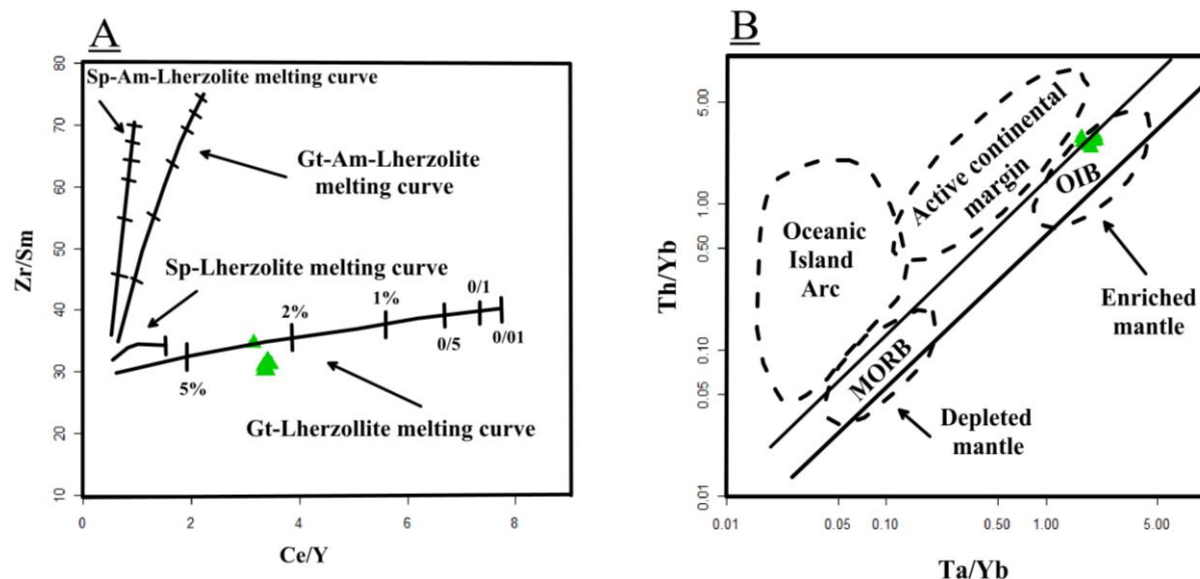 A
80
70
60
50
40
30
20
10
Zr/Sm
Sp-Am-Lherzolite melting curve
Gt-Am-Lherzolite
melting curve
Sp-Lherzolite melting curve
0/1
1%
2%
0/5
0/01
5%
Gt-Lherzollite melting curve
0
2
4
6
8
Ce/Y
B
5.00
1.00
0.50
0.10
0.05
0.01
Th/Yb
Active continental
margin
OIB
Oceanic
Island
Arc
Enriched
mantle
MORB
Depleted
mantle
0.01
0.05
0.10
0.50
1.00
5.00
Ta/Yb